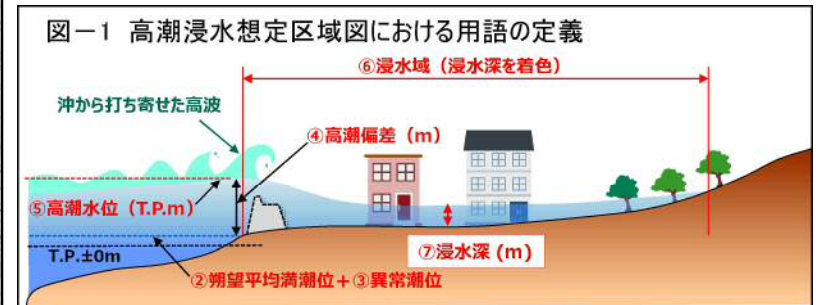 図－1 高潮浸水想定区域図における用語の定義
⑥浸水域（浸水深を着色）
沖から打ち寄せた高波
④高潮偏差（m）
⑤高潮水位（T.P.m）
⑦浸水深 (m)
T.P.±0m
②朔望平均満潮位＋③異常潮位